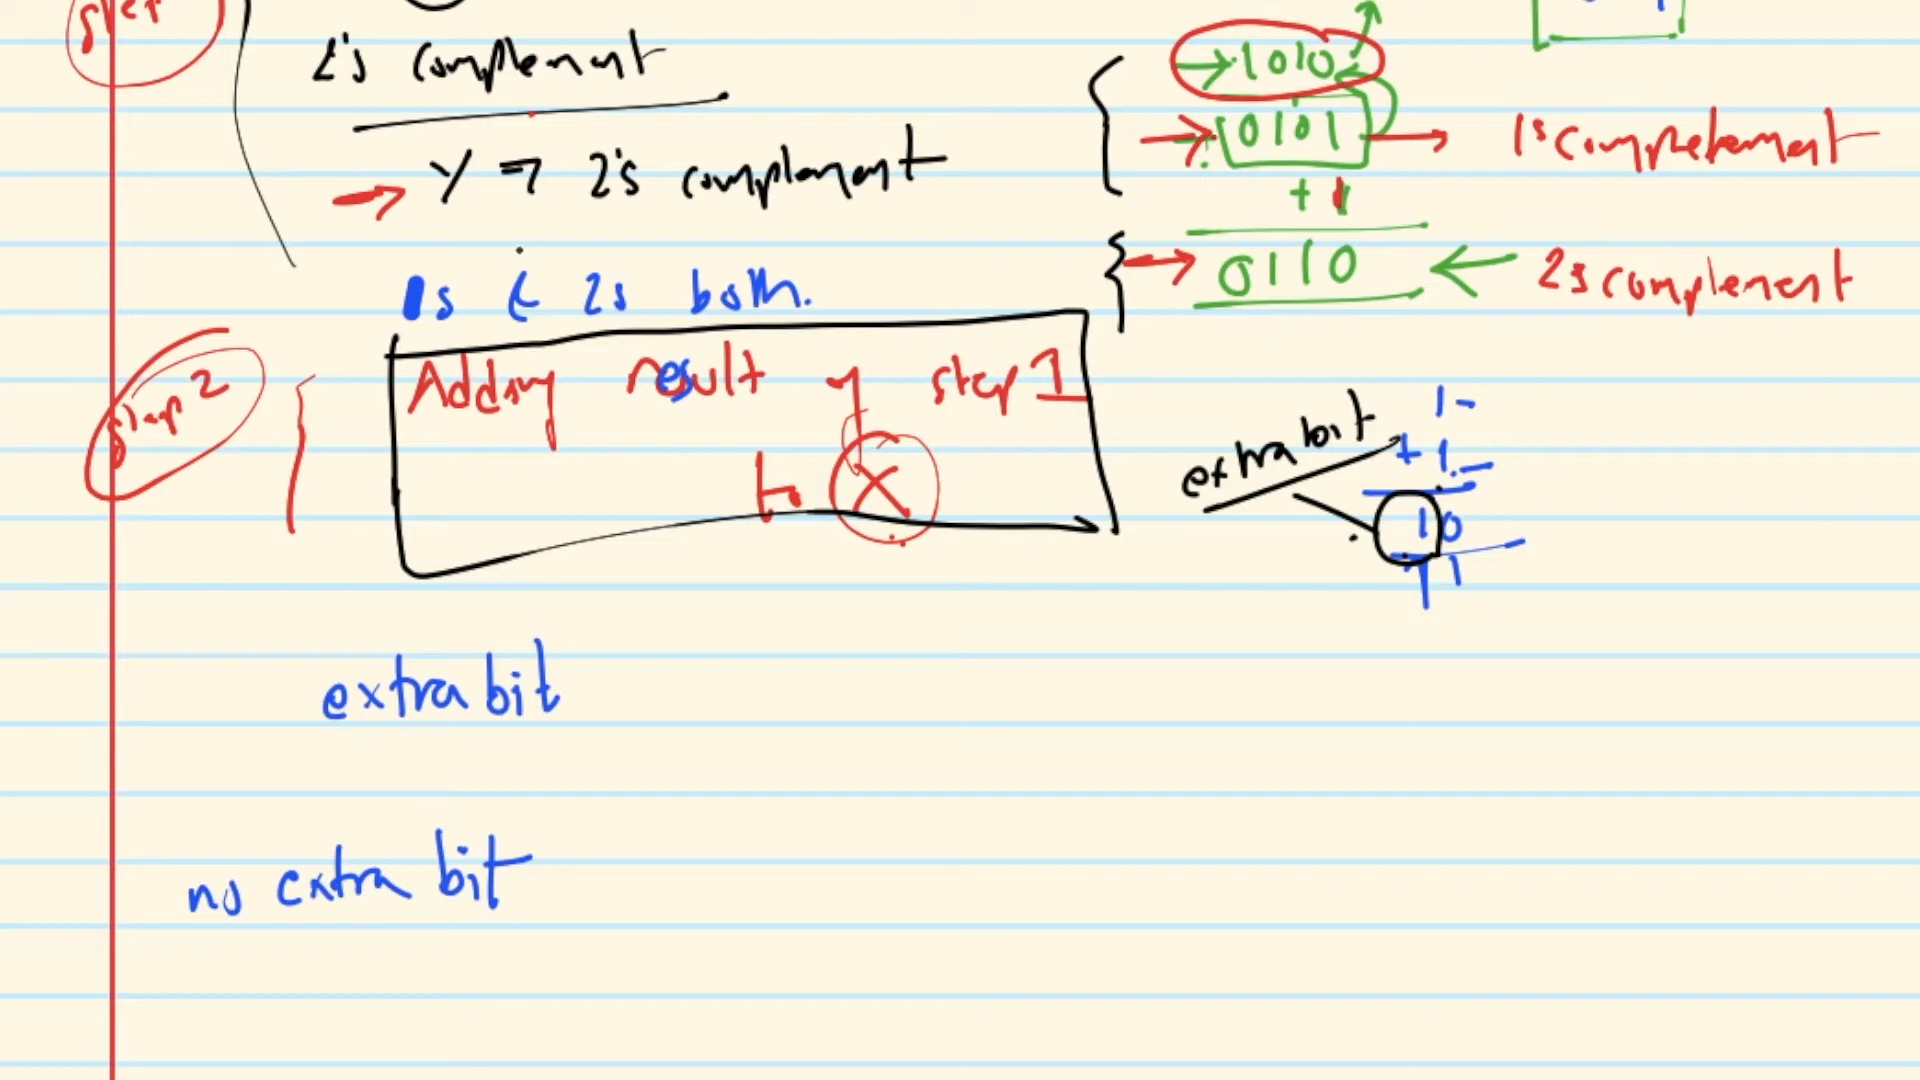 2's complement
Y ⇒ 2's complement
1s & 2s both.
step 2
Adding result of step 1
to X
extra bit
no extra bit
→ 1010
→ 0101 → 1s complement
+ 1
→ 0110 ← 2s complement
extra bit
1
+ 1
10